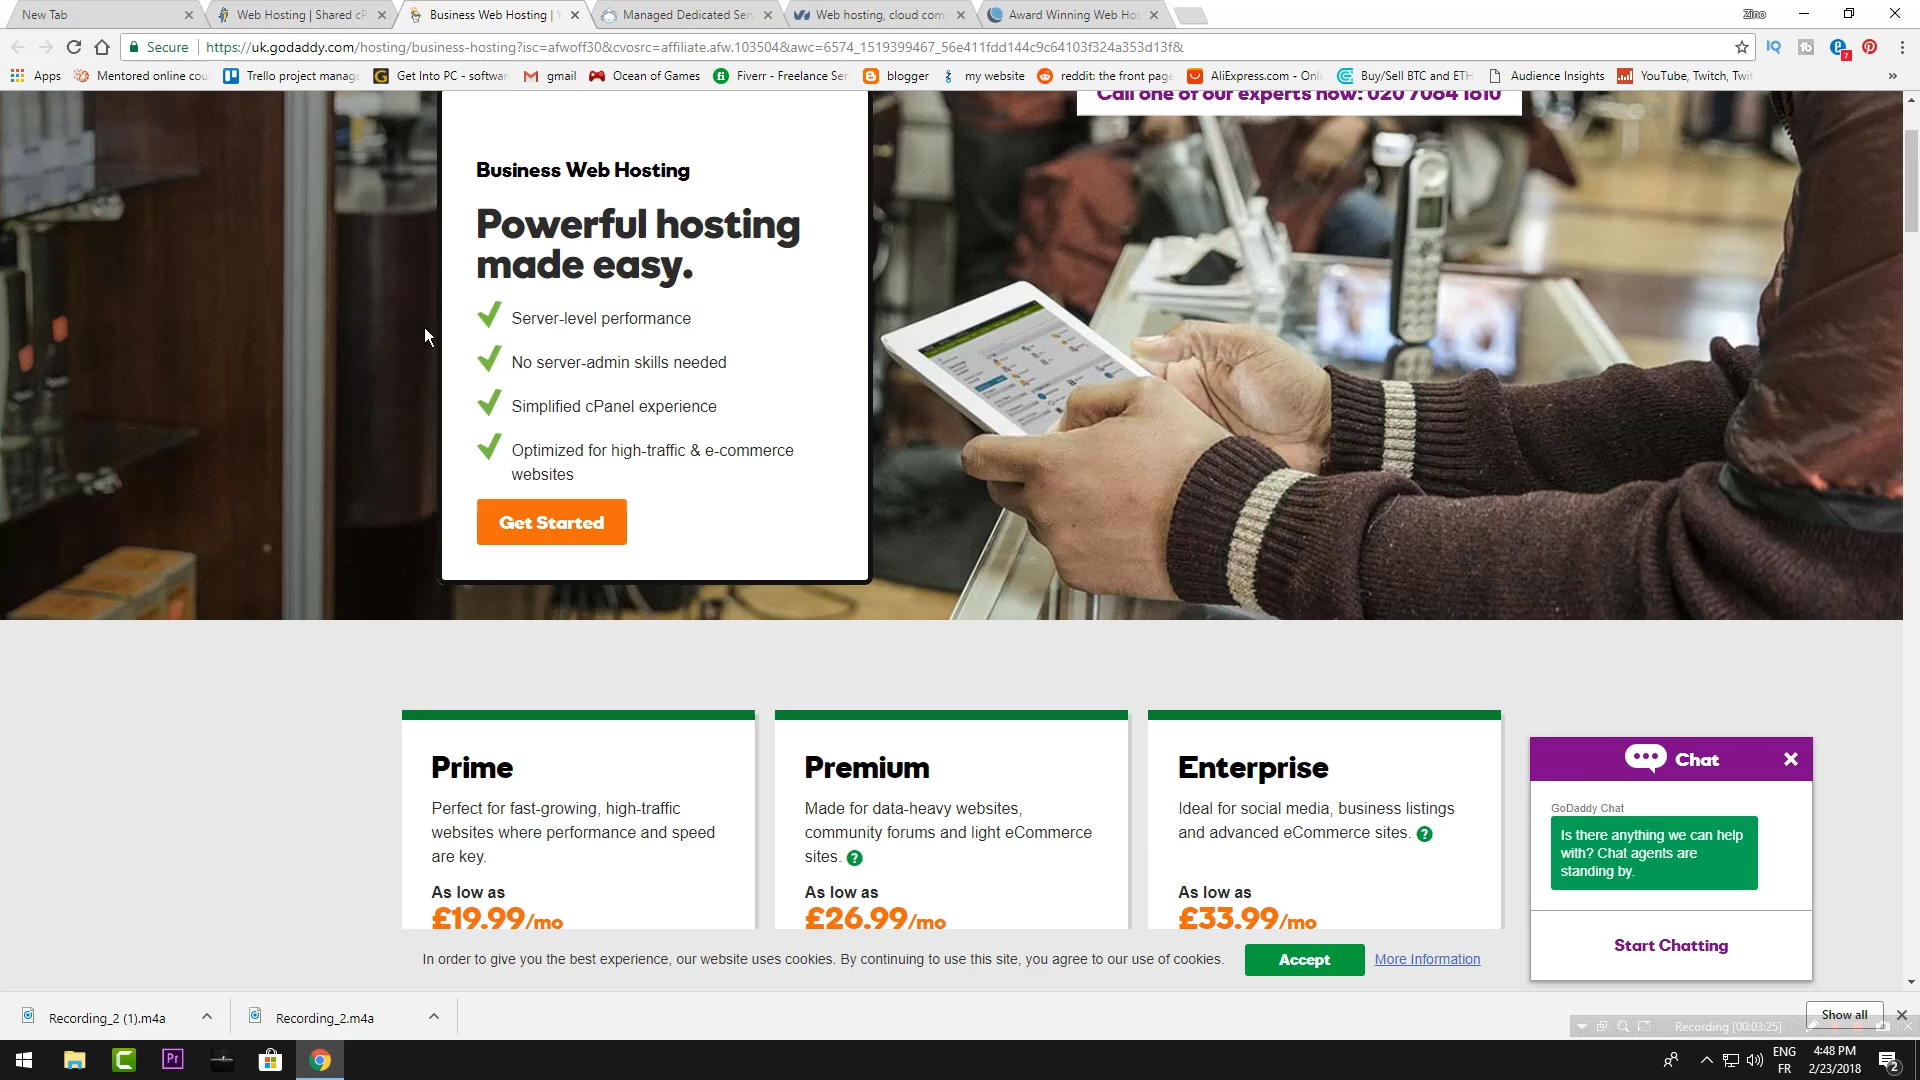 New Tab
Web Hosting | Shared cP
Business Web Hosting |
Managed Dedicated Ser
Web hosting, cloud com
Award Winning Web Hos
Zino
Secure
https://uk.godaddy.com/hosting/business-hosting?isc=afwoff30&cvosrc=affiliate.afw.103504&awc=6574_1519399467_56e411fdd144c9c64103f324a353d13f&
Apps
Mentored online cou
Trello project manage
Get Into PC - softwar
gmail
Ocean of Games
Fiverr - Freelance Ser
blogger
my website
reddit: the front page
AliExpress.com - Onli
Buy/Sell BTC and ETH
Audience Insights
YouTube, Twitch, Twit
Call one of our experts now: 020 7084 1810
Business Web Hosting
Powerful hosting
made easy.
Server-level performance
No server-admin skills needed
Simplified cPanel experience
Optimized for high-traffic & e-commerce
websites
Get Started
Prime
Perfect for fast-growing, high-traffic
websites where performance and speed
are key.
As low as
£19.99/mo
Premium
Made for data-heavy websites,
community forums and light eCommerce
sites. ?
As low as
£26.99/mo
Enterprise
Ideal for social media, business listings
and advanced eCommerce sites. ?
As low as
£33.99/mo
Chat
GoDaddy Chat
Is there anything we can help
with? Chat agents are
standing by.
Start Chatting
In order to give you the best experience, our website uses cookies. By continuing to use this site, you agree to our use of cookies.
Accept
More Information
Recording_2 (1).m4a
Recording_2.m4a
Show all
Recording [00:03:25]
Pr
ENG
FR
4:48 PM
2/23/2018
2